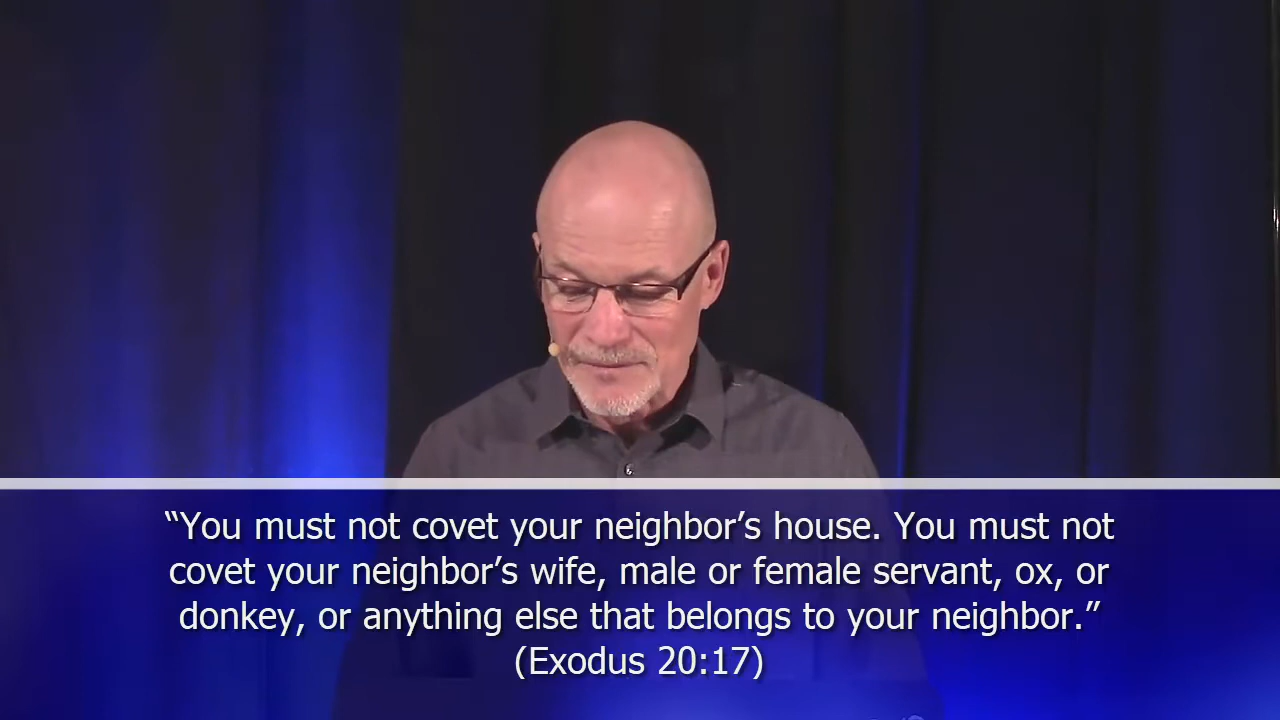 “You must not covet your neighbor’s house. You must not
covet your neighbor’s wife, male or female servant, ox, or
donkey, or anything else that belongs to your neighbor.”
(Exodus 20:17)